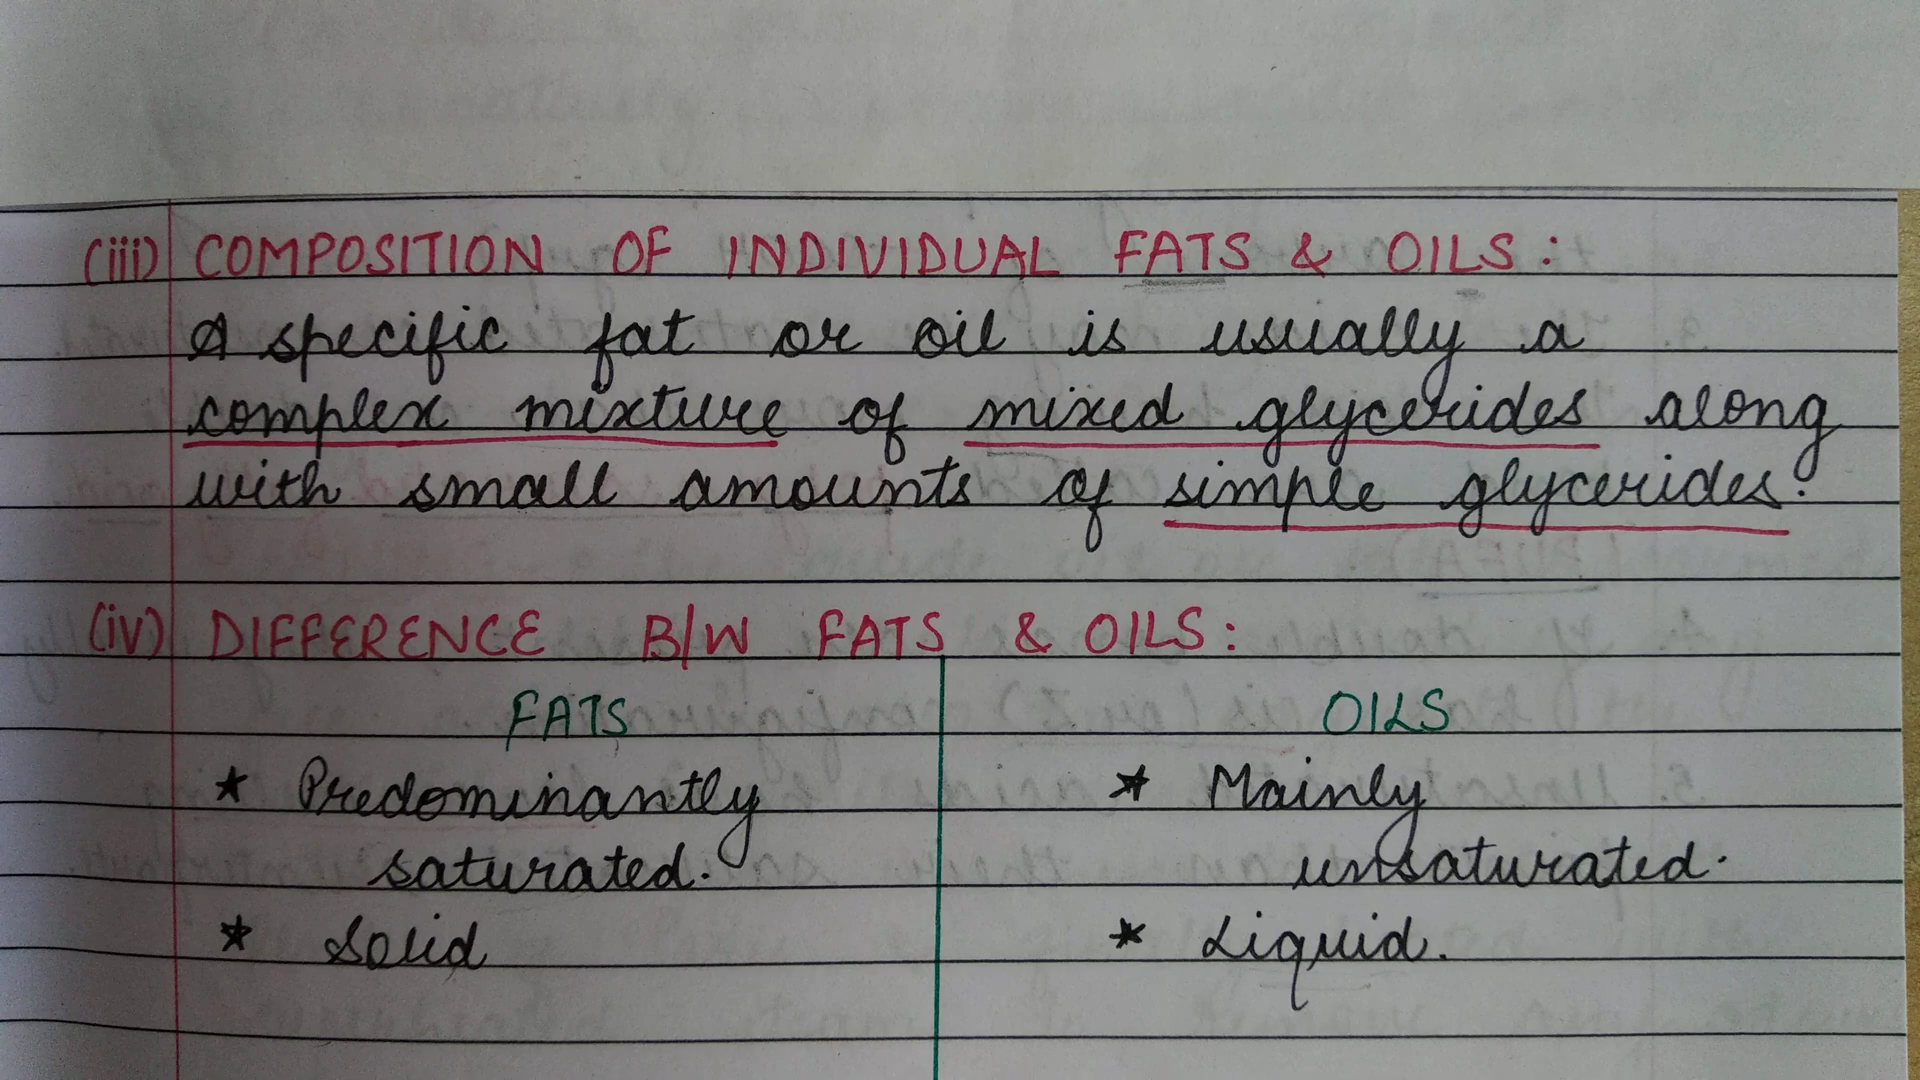 (iii) COMPOSITION OF INDIVIDUAL FATS & OILS:
A specific fat or oil is usually a
complex mixture of mixed glycerides along
with small amounts of simple glycerides.
(iv) DIFFERENCE B/W FATS & OILS:
FATS OILS
* Predominantly * Mainly
saturated. unsaturated.
* Solid * Liquid.